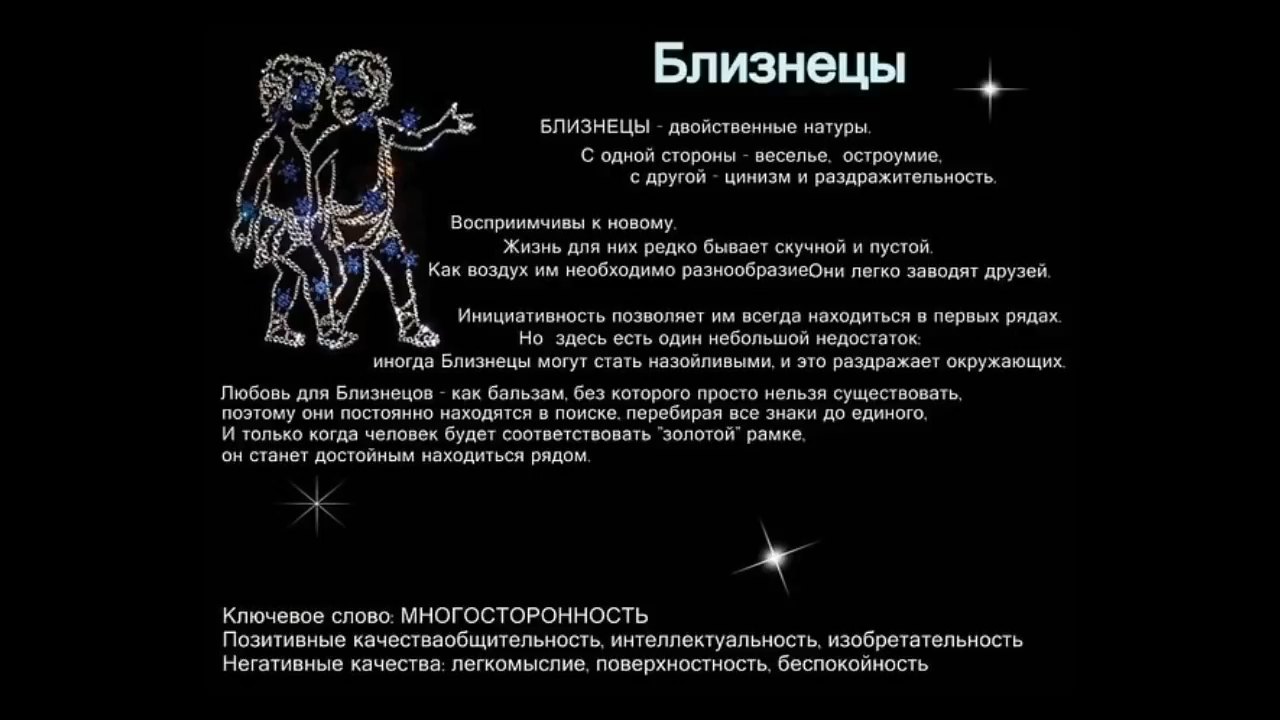 Близнецы
БЛИЗНЕЦЫ - двойственные натуры.
С одной стороны - веселье, остроумие,
с другой - цинизм и раздражительность.
Восприимчивы к новому.
Жизнь для них редко бывает скучной и пустой.
Как воздух им необходимо разнообразиеОни легко заводят друзей.
Инициативность позволяет им всегда находиться в первых рядах.
Но здесь есть один небольшой недостаток:
иногда Близнецы могут стать назойливыми, и это раздражает окружающих.
Любовь для Близнецов - как бальзам, без которого просто нельзя существовать,
поэтому они постоянно находятся в поиске, перебирая все знаки до единого,
И только когда человек будет соответствовать "золотой" рамке,
он станет достойным находиться рядом.
Ключевое слово: МНОГОСТОРОННОСТЬ
Позитивные качестваобщительность, интеллектуальность, изобретательность
Негативные качества: легкомыслие, поверхностность, беспокойность